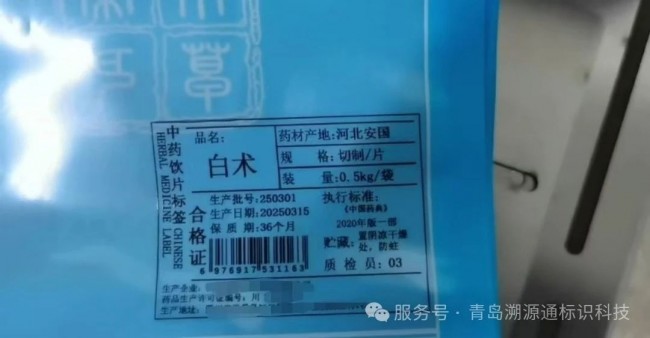 草
中药饮片标签
HERBAL MEDICINE LABEL
CHINESE
合格证
品名:
白术
药材产地:河北安国
规 格:切制/片
装 量:0.5kg/袋
生产批号:250301
生产日期:20250315
保 质 期:36个月
执行标准:
《中国药典》
2020年版一部
贮藏:置阴凉干燥处,防蛀
质 检 员: 03
6 976917 531163
生产企业:
药品生产许可证编号:川
生产地址:
服务号·青岛溯源通标识科技